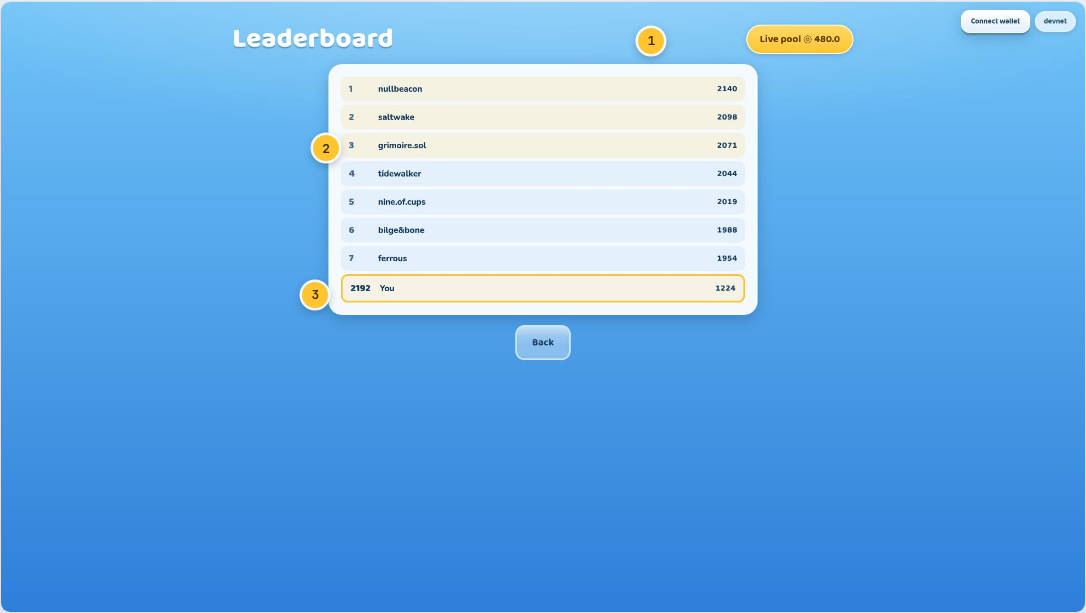 Connect wallet devnet
Leaderboard 1 Live pool ◎ 480.0
1 nullbeacon 2140
2 saltwake 2098
2 3 grimoire.sol 2071
4 tidewalker 2044
5 nine.of.cups 2019
6 bilge&bone 1988
7 ferrous 1954
3 2192 You 1224
Back